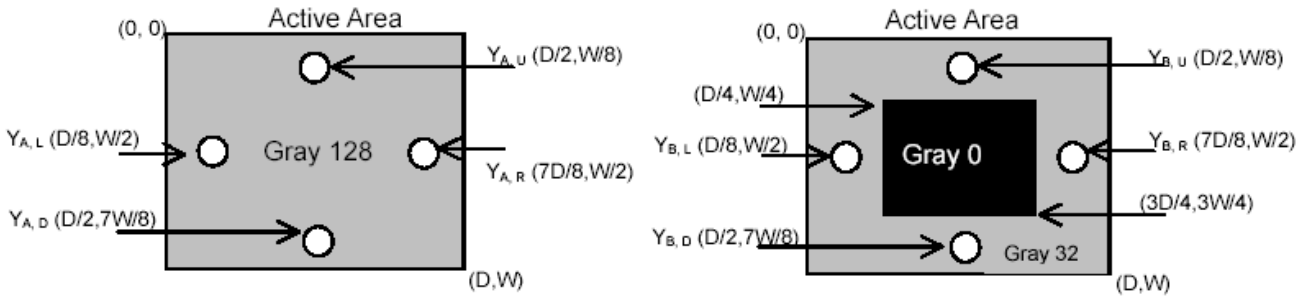 Active Area
(0, 0)
Y_A, U (D/2,W/8)
Y_A, L (D/8,W/2)
Gray 128
Y_A, R (7D/8,W/2)
Y_A, D (D/2,7W/8)
(D,W)
Active Area
(0, 0)
Y_B, U (D/2,W/8)
(D/4,W/4)
Y_B, L (D/8,W/2)
Gray 0
Y_B, R (7D/8,W/2)
(3D/4,3W/4)
Y_B, D (D/2,7W/8)
Gray 32
(D,W)